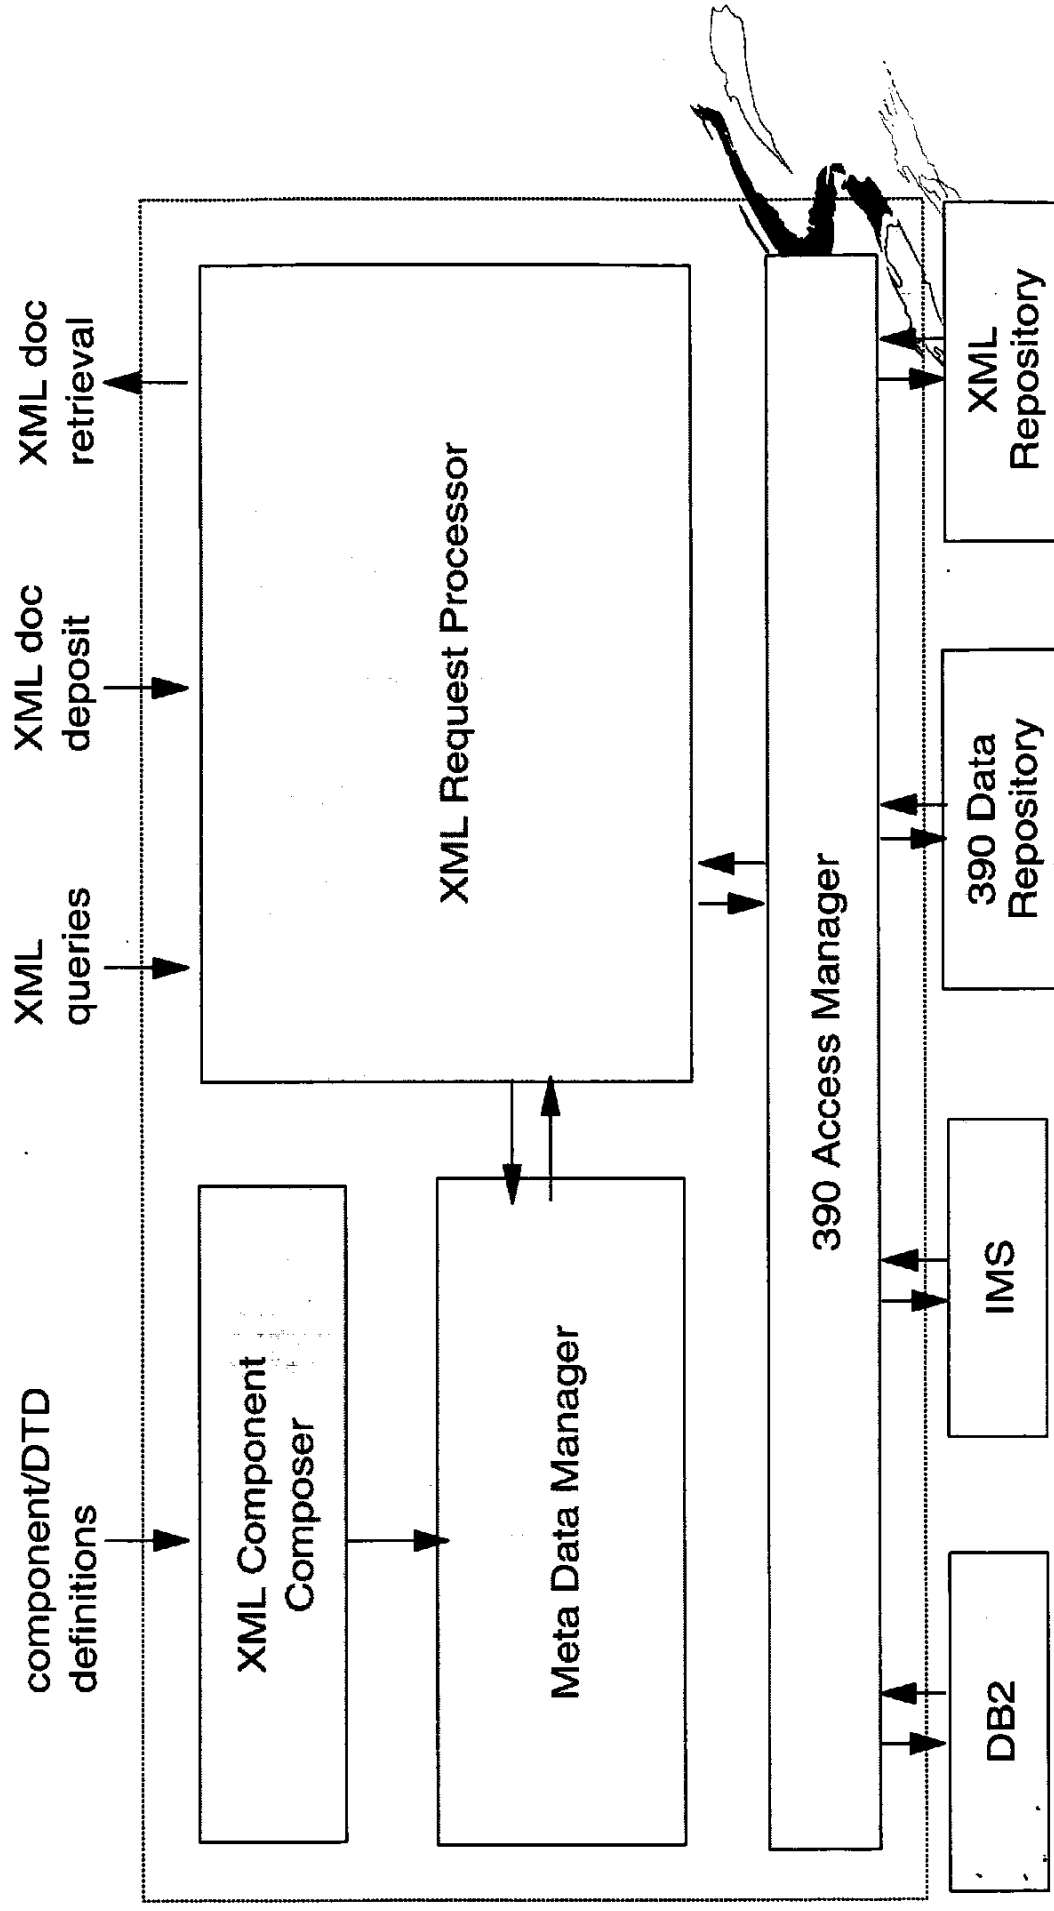 component/DTD
definitions
XML
queries
XML doc
deposit
XML doc
retrieval
XML Component
Composer
XML Request Processor
Meta Data Manager
390 Access Manager
DB2
IMS
390 Data
Repository
XML
Repository